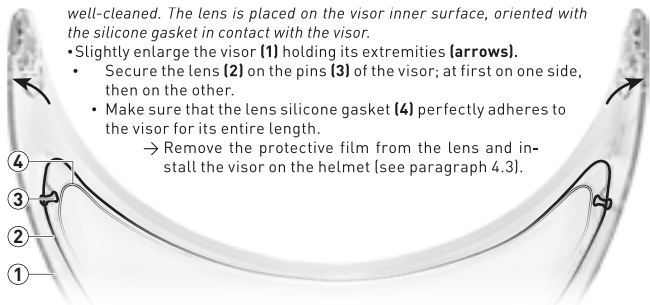 well-cleaned. The lens is placed on the visor inner surface, oriented with
the silicone gasket in contact with the visor.
•Slightly enlarge the visor (1) holding its extremities (arrows).
• Secure the lens (2) on the pins (3) of the visor; at first on one side,
then on the other.
• Make sure that the lens silicone gasket (4) perfectly adheres to
the visor for its entire length.
→ Remove the protective film from the lens and in-
stall the visor on the helmet (see paragraph 4.3).
4
3
2
1